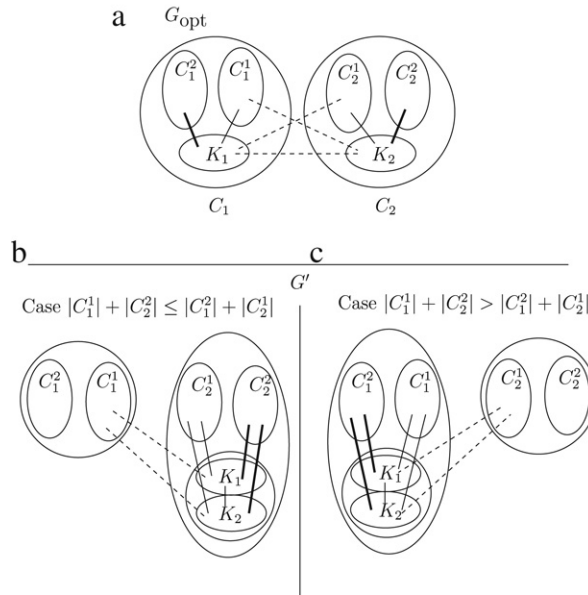 a G_opt
C_1^2 C_1^1 C_2^1 C_2^2
K_1 K_2
C_1 C_2
b c
G'
Case |C_1^1| + |C_2^2| ≤ |C_1^2| + |C_2^1|
Case |C_1^1| + |C_2^2| > |C_1^2| + |C_2^1|
C_1^2 C_1^1 C_2^1 C_2^2
K_1
K_2
C_1^2 C_1^1 C_2^1 C_2^2
K_1
K_2